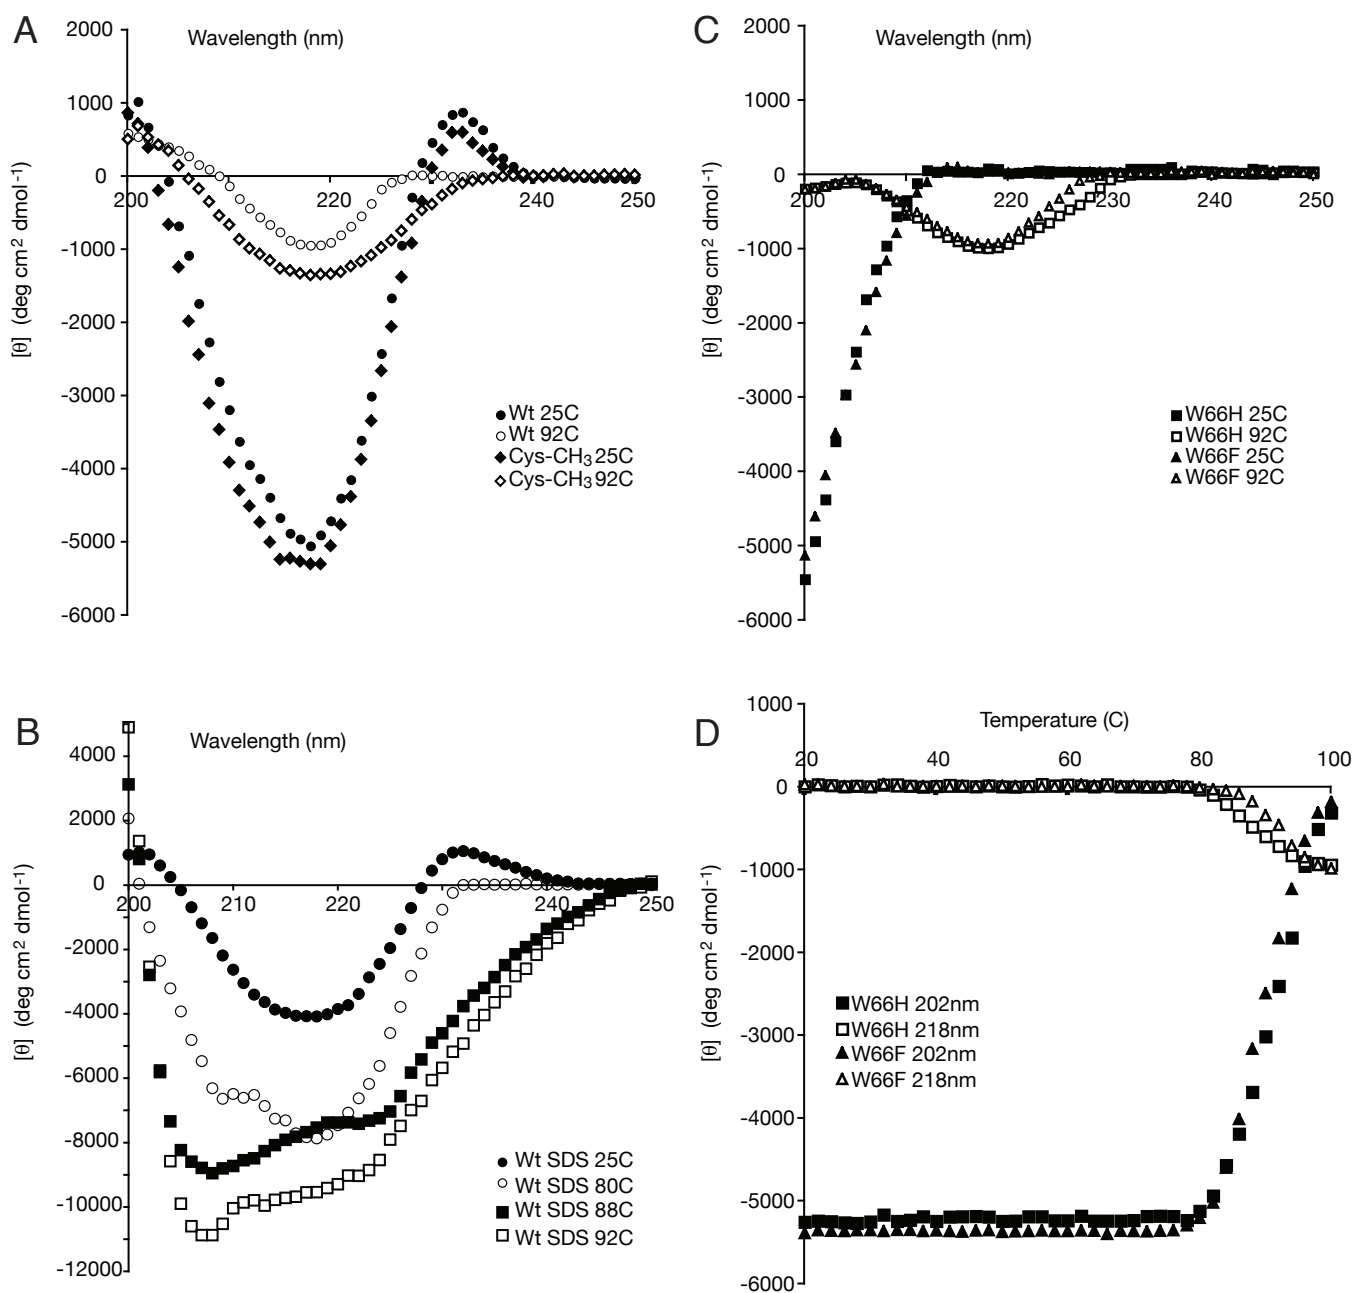 A
Wavelength (nm)
2000
1000
0
-1000
-2000
-3000
-4000
-5000
-6000
200
220
240
250
[θ] (deg cm² dmol⁻¹)
Wt 25C
Wt 92C
Cys-CH₃ 25C
Cys-CH₃ 92C
C
Wavelength (nm)
2000
1000
0
-1000
-2000
-3000
-4000
-5000
-6000
200
220
230
240
250
[θ] (deg cm² dmol⁻¹)
W66H 25C
W66H 92C
W66F 25C
W66F 92C
B
Wavelength (nm)
4000
2000
0
-2000
-4000
-6000
-8000
-10000
-12000
200
210
220
240
250
[θ] (deg cm² dmol⁻¹)
Wt SDS 25C
Wt SDS 80C
Wt SDS 88C
Wt SDS 92C
D
Temperature (C)
1000
0
-1000
-2000
-3000
-4000
-5000
-6000
20
40
60
80
100
[θ] (deg cm² dmol⁻¹)
W66H 202nm
W66H 218nm
W66F 202nm
W66F 218nm